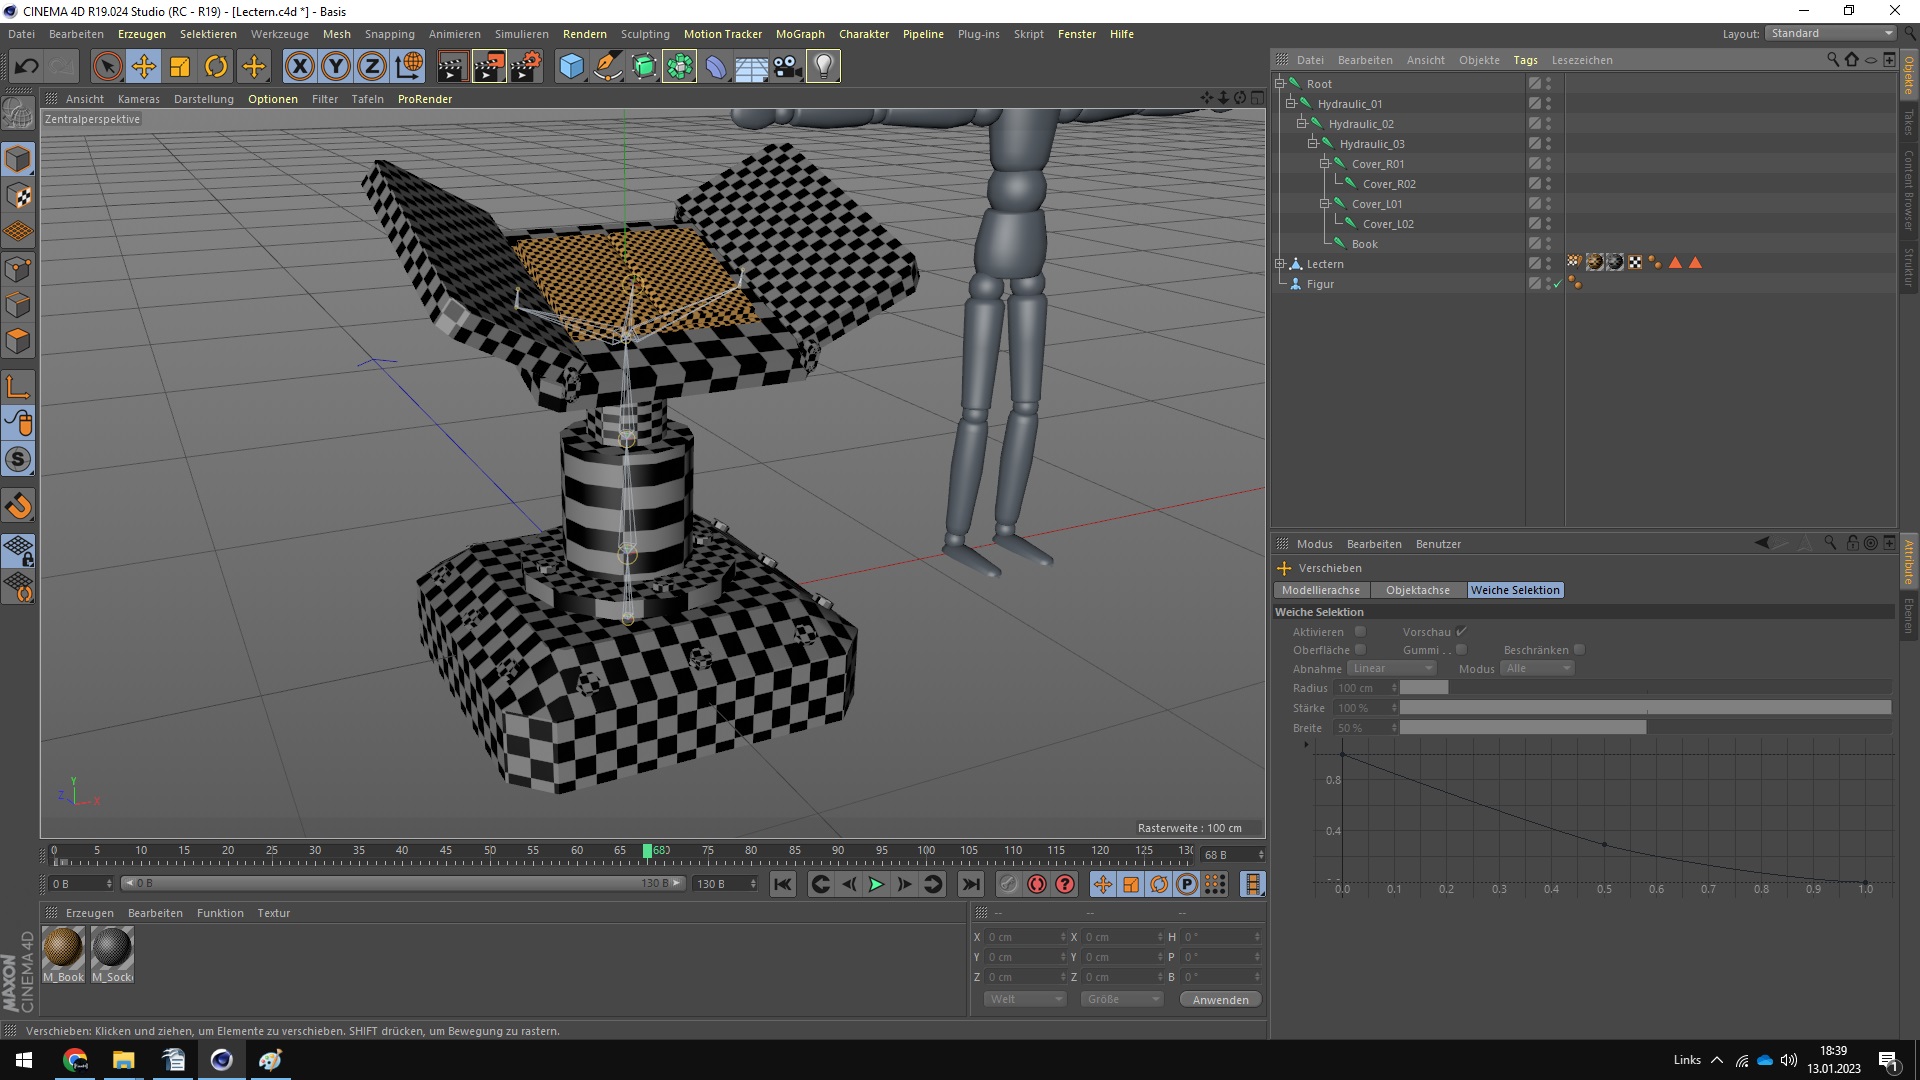 CINEMA 4D R19.024 Studio (RC - R19) - [Lectern.c4d *] - Basis
Datei Bearbeiten Erzeugen Selektieren Werkzeuge Mesh Snapping Animieren Simulieren Rendern Sculpting Motion Tracker MoGraph Charakter Pipeline Plug-ins Skript Fenster Hilfe
Layout: Standard
Ansicht Kameras Darstellung Optionen Filter Tafeln ProRender
Zentralperspektive
Y
Z
X
Rasterweite : 100 cm
Datei Bearbeiten Ansicht Objekte Tags Lesezeichen
Root
Hydraulic_01
Hydraulic_02
Hydraulic_03
Cover_R01
Cover_R02
Cover_L01
Cover_L02
Book
Lectern
Figur
Objekte
Takes
Content Browser
Struktur
Modus Bearbeiten Benutzer
Verschieben
Modellierachse Objektachse Weiche Selektion
Weiche Selektion
Aktivieren Vorschau
Oberfläche Gummi . . Beschränken
Abnahme Linear Modus Alle
Radius 100 cm
Stärke 100 %
Breite 50 %
0.8
0.4
0.0 0.1 0.2 0.3 0.4 0.5 0.6 0.7 0.8 0.9 1.0
Attribute
Ebenen
0 5 10 15 20 25 30 35 40 45 50 55 60 65 68 75 80 85 90 95 100 105 110 115 120 125 130
68 B
0 B 0 B 130 B 130 B
Erzeugen Bearbeiten Funktion Textur
M_Book M_Sock
-- -- --
X 0 cm X 0 cm H 0 °
Y 0 cm Y 0 cm P 0 °
Z 0 cm Z 0 cm B 0 °
Welt Größe Anwenden
MAXON
CINEMA 4D
Verschieben: Klicken und ziehen, um Elemente zu verschieben. SHIFT drücken, um Bewegung zu rastern.
Links
18:39
13.01.2023
1